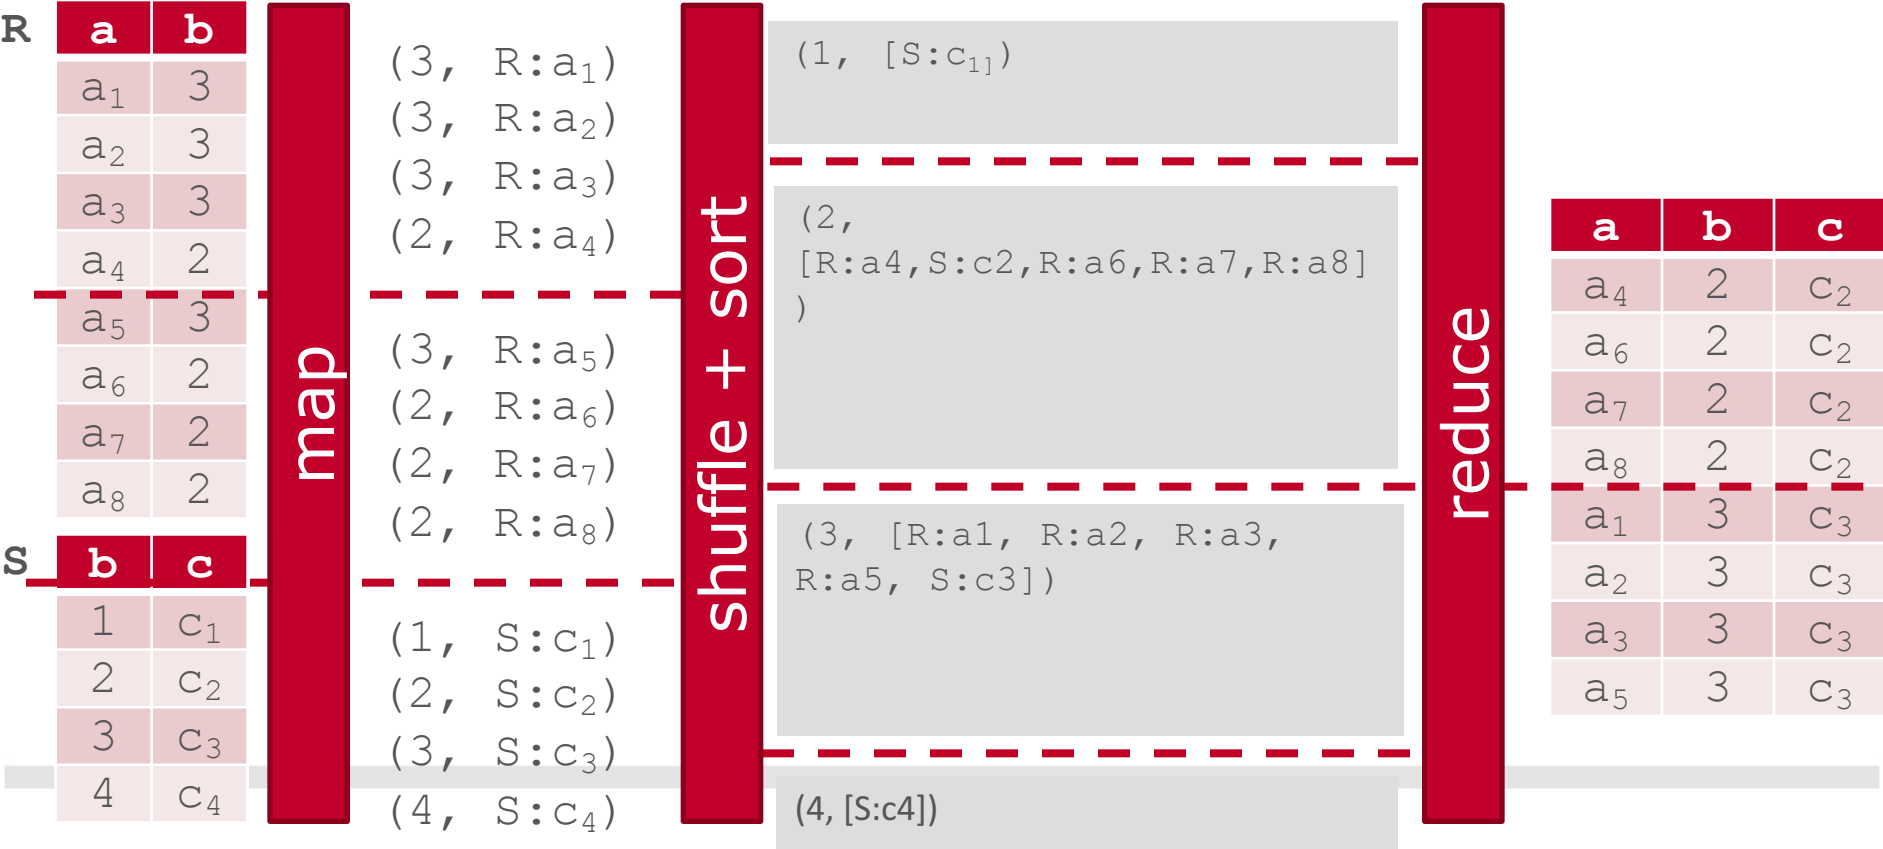 R
a b
a1 3
a2 3
a3 3
a4 2
a5 3
a6 2
a7 2
a8 2
S
b c
1 c1
2 c2
3 c3
4 c4
map
(3, R:a1)
(3, R:a2)
(3, R:a3)
(2, R:a4)
(3, R:a5)
(2, R:a6)
(2, R:a7)
(2, R:a8)
(1, S:c1)
(2, S:c2)
(3, S:c3)
(4, S:c4)
shuffle + sort
(1, [S:c1])
(2,
[R:a4,S:c2,R:a6,R:a7,R:a8]
)
(3, [R:a1, R:a2, R:a3,
R:a5, S:c3])
(4, [S:c4])
reduce
a b c
a4 2 c2
a6 2 c2
a7 2 c2
a8 2 c2
a1 3 c3
a2 3 c3
a3 3 c3
a5 3 c3